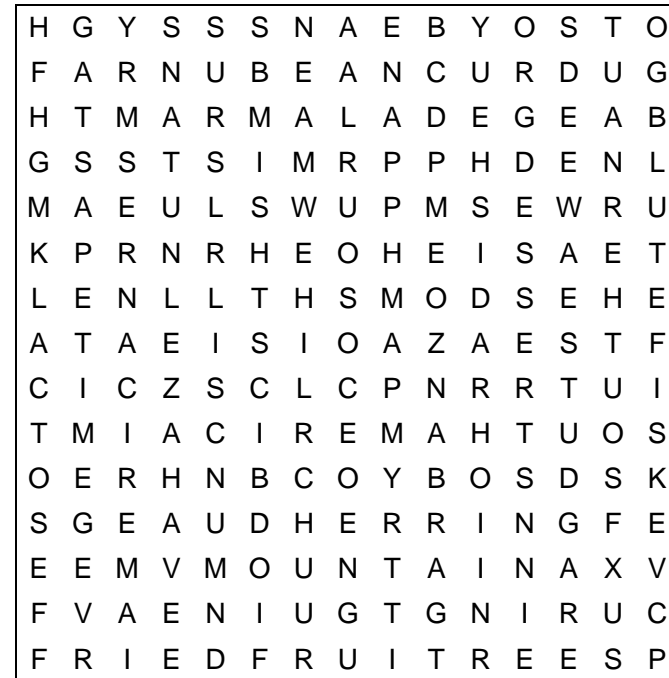 H G Y S S S N A E B Y O S T O
F A R N U B E A N C U R D U G
H T M A R M A L A D E G E A B
G S S T S I M R P P H D E N L
M A E U L S W U P M S E W R U
K P R N R H E O H E I S A E T
L E N L L T H S M O D S E H E
A T A E I S I O A Z A E S T F
C I C Z S C L C P N R R T U I
T M I A C I R E M A H T U O S
O E R H N B C O Y B O S D S K
S G E A U D H E R R I N G F E
E E M V M O U N T A I N A X V
F V A E N I U G T G N I R U C
F R I E D F R U I T R E E S P